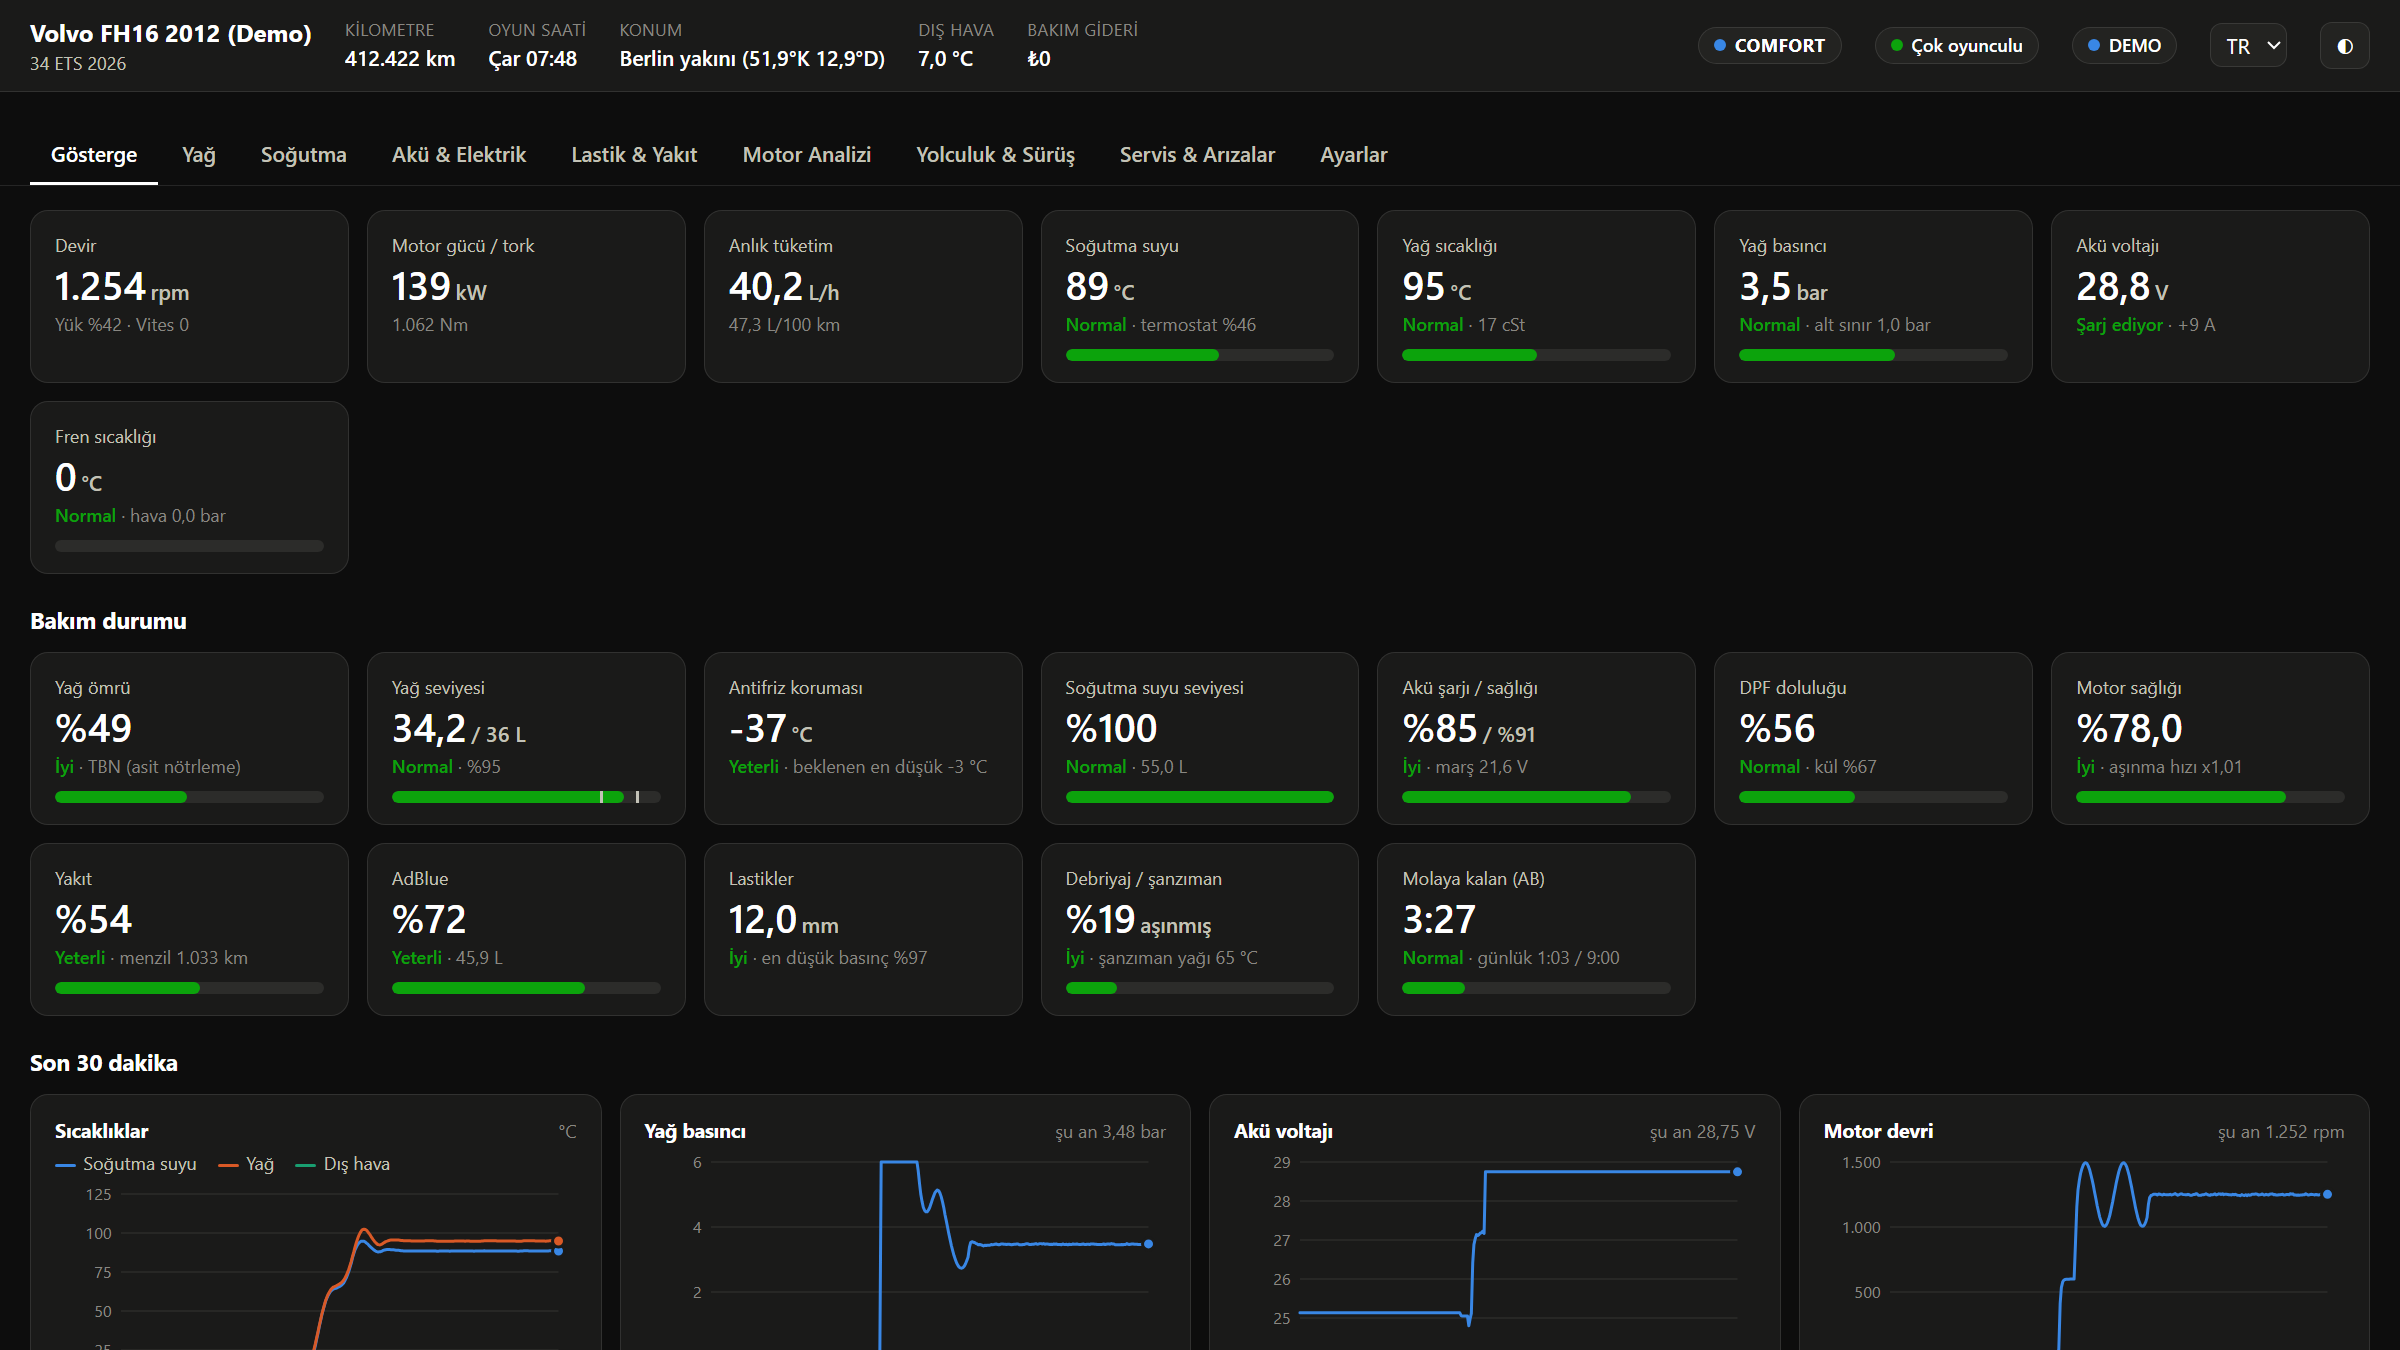 Volvo FH16 2012 (Demo)
34 ETS 2026
KİLOMETRE
412.422 km
OYUN SAATİ
Çar 07:48
KONUM
Berlin yakını (51,9°K 12,9°D)
DIŞ HAVA
7,0 °C
BAKIM GİDERİ
₺0
COMFORT
Çok oyunculu
DEMO
TR
Gösterge
Yağ
Soğutma
Akü & Elektrik
Lastik & Yakıt
Motor Analizi
Yolculuk & Sürüş
Servis & Arızalar
Ayarlar
Devir
1.254 rpm
Yük %42 · Vites 0
Motor gücü / tork
139 kW
1.062 Nm
Anlık tüketim
40,2 L/h
47,3 L/100 km
Soğutma suyu
89 °C
Normal · termostat %46
Yağ sıcaklığı
95 °C
Normal · 17 cSt
Yağ basıncı
3,5 bar
Normal · alt sınır 1,0 bar
Akü voltajı
28,8 V
Şarj ediyor · +9 A
Fren sıcaklığı
0 °C
Normal · hava 0,0 bar
Bakım durumu
Yağ ömrü
%49
İyi · TBN (asit nötrleme)
Yağ seviyesi
34,2 / 36 L
Normal · %95
Antifriz koruması
-37 °C
Yeterli · beklenen en düşük -3 °C
Soğutma suyu seviyesi
%100
Normal · 55,0 L
Akü şarjı / sağlığı
%85 / %91
İyi · marş 21,6 V
DPF doluluğu
%56
Normal · kül %67
Motor sağlığı
%78,0
İyi · aşınma hızı x1,01
Yakıt
%54
Yeterli · menzil 1.033 km
AdBlue
%72
Yeterli · 45,9 L
Lastikler
12,0 mm
İyi · en düşük basınç %97
Debriyaj / şanzıman
%19 aşınmış
İyi · şanzıman yağı 65 °C
Molaya kalan (AB)
3:27
Normal · günlük 1:03 / 9:00
Son 30 dakika
Sıcaklıklar
°C
Soğutma suyu
Yağ
Dış hava
125
100
75
50
Yağ basıncı
şu an 3,48 bar
6
4
2
Akü voltajı
şu an 28,75 V
29
28
27
26
25
Motor devri
şu an 1.252 rpm
1.500
1.000
500